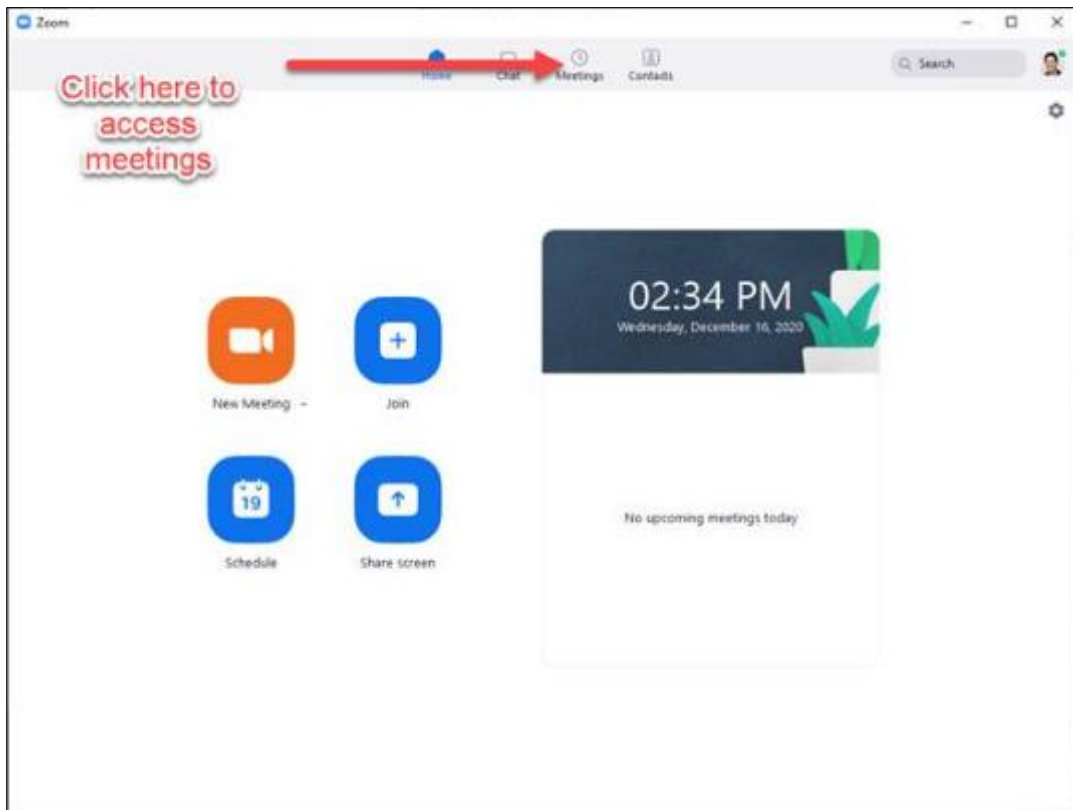 Zoom
Home Chat Meetings Contacts
Search
Click here to
access
meetings
02:34 PM
Wednesday, December 16, 2020
New Meeting
Join
19
Schedule
Share screen
No upcoming meetings today